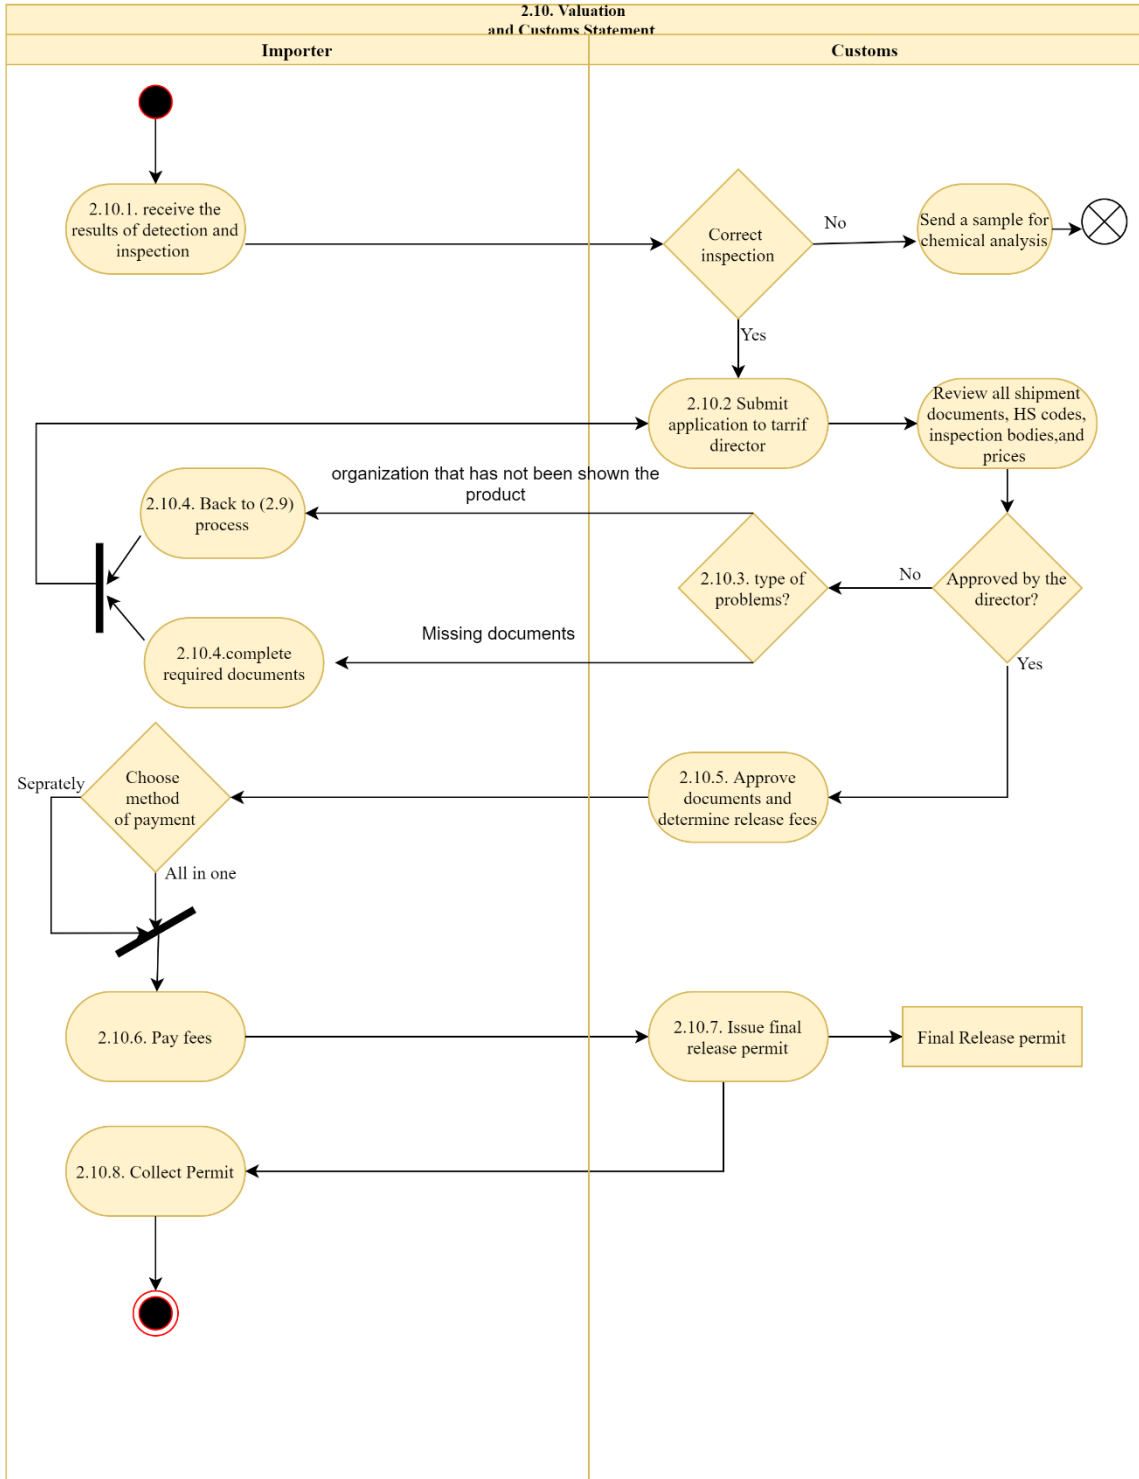 2.10. Valuation
and Customs Statement
Importer
Customs
2.10.1. receive the
results of detection and
inspection
Correct
inspection
No
Send a sample for
chemical analysis
Yes
2.10.2 Submit
application to tarrif
director
Review all shipment
documents, HS codes,
inspection bodies,and
prices
organization that has not been shown the
product
2.10.4. Back to (2.9)
process
2.10.3. type of
problems?
No
Approved by the
director?
Missing documents
2.10.4.complete
required documents
Yes
Seprately
Choose
method
of payment
2.10.5. Approve
documents and
determine release fees
All in one
2.10.6. Pay fees
2.10.7. Issue final
release permit
Final Release permit
2.10.8. Collect Permit